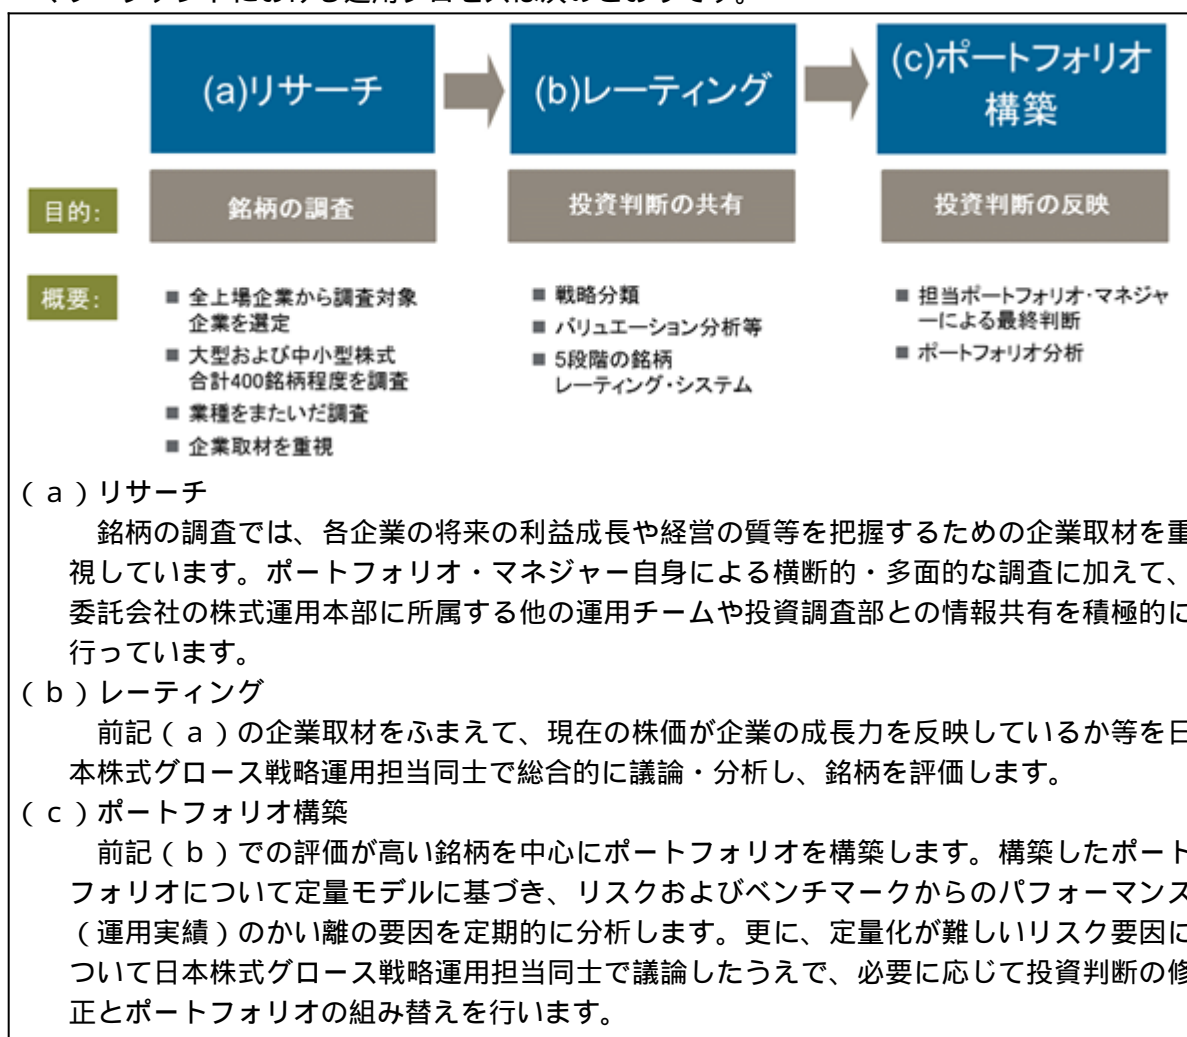 マザーファンドにおける運用プロセスは次のとおりです。
(a)リサーチ
(b)レーティング
(c)ポートフォリオ
構築
目的:
銘柄の調査
投資判断の共有
投資判断の反映
概要:
■ 全上場企業から調査対象
企業を選定
■ 大型および中小型株式
合計400銘柄程度を調査
■ 業種をまたいだ調査
■ 企業取材を重視
■ 戦略分類
■ バリュエーション分析等
■ 5段階の銘柄
レーティング・システム
■ 担当ポートフォリオ・マネジャ
ーによる最終判断
■ ポートフォリオ分析
(a)リサーチ
銘柄の調査では、各企業の将来の利益成長や経営の質等を把握するための企業取材を重
視しています。ポートフォリオ・マネジャー自身による横断的・多面的な調査に加えて、
委託会社の株式運用本部に所属する他の運用チームや投資調査部との情報共有を積極的に
行っています。
(b)レーティング
前記(a)の企業取材をふまえて、現在の株価が企業の成長力を反映しているか等を日
本株式グロース戦略運用担当同士で総合的に議論・分析し、銘柄を評価します。
(c)ポートフォリオ構築
前記(b)での評価が高い銘柄を中心にポートフォリオを構築します。構築したポート
フォリオについて定量モデルに基づき、リスクおよびベンチマークからのパフォーマンス
(運用実績)のかい離の要因を定期的に分析します。更に、定量化が難しいリスク要因に
ついて日本株式グロース戦略運用担当同士で議論したうえで、必要に応じて投資判断の修
正とポートフォリオの組み替えを行います。